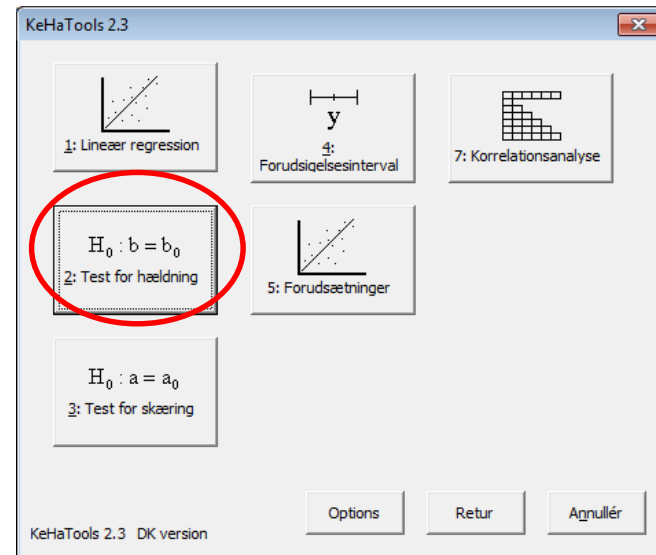 KeHaTools 2.3
1: Lineær regression
y
4:
Forudsigelsesinterval
7: Korrelationsanalyse
H₀ : b = b₀
2: Test for hældning
5: Forudsætninger
H₀ : a = a₀
3: Test for skæring
Options
Retur
Annullér
KeHaTools 2.3 DK version